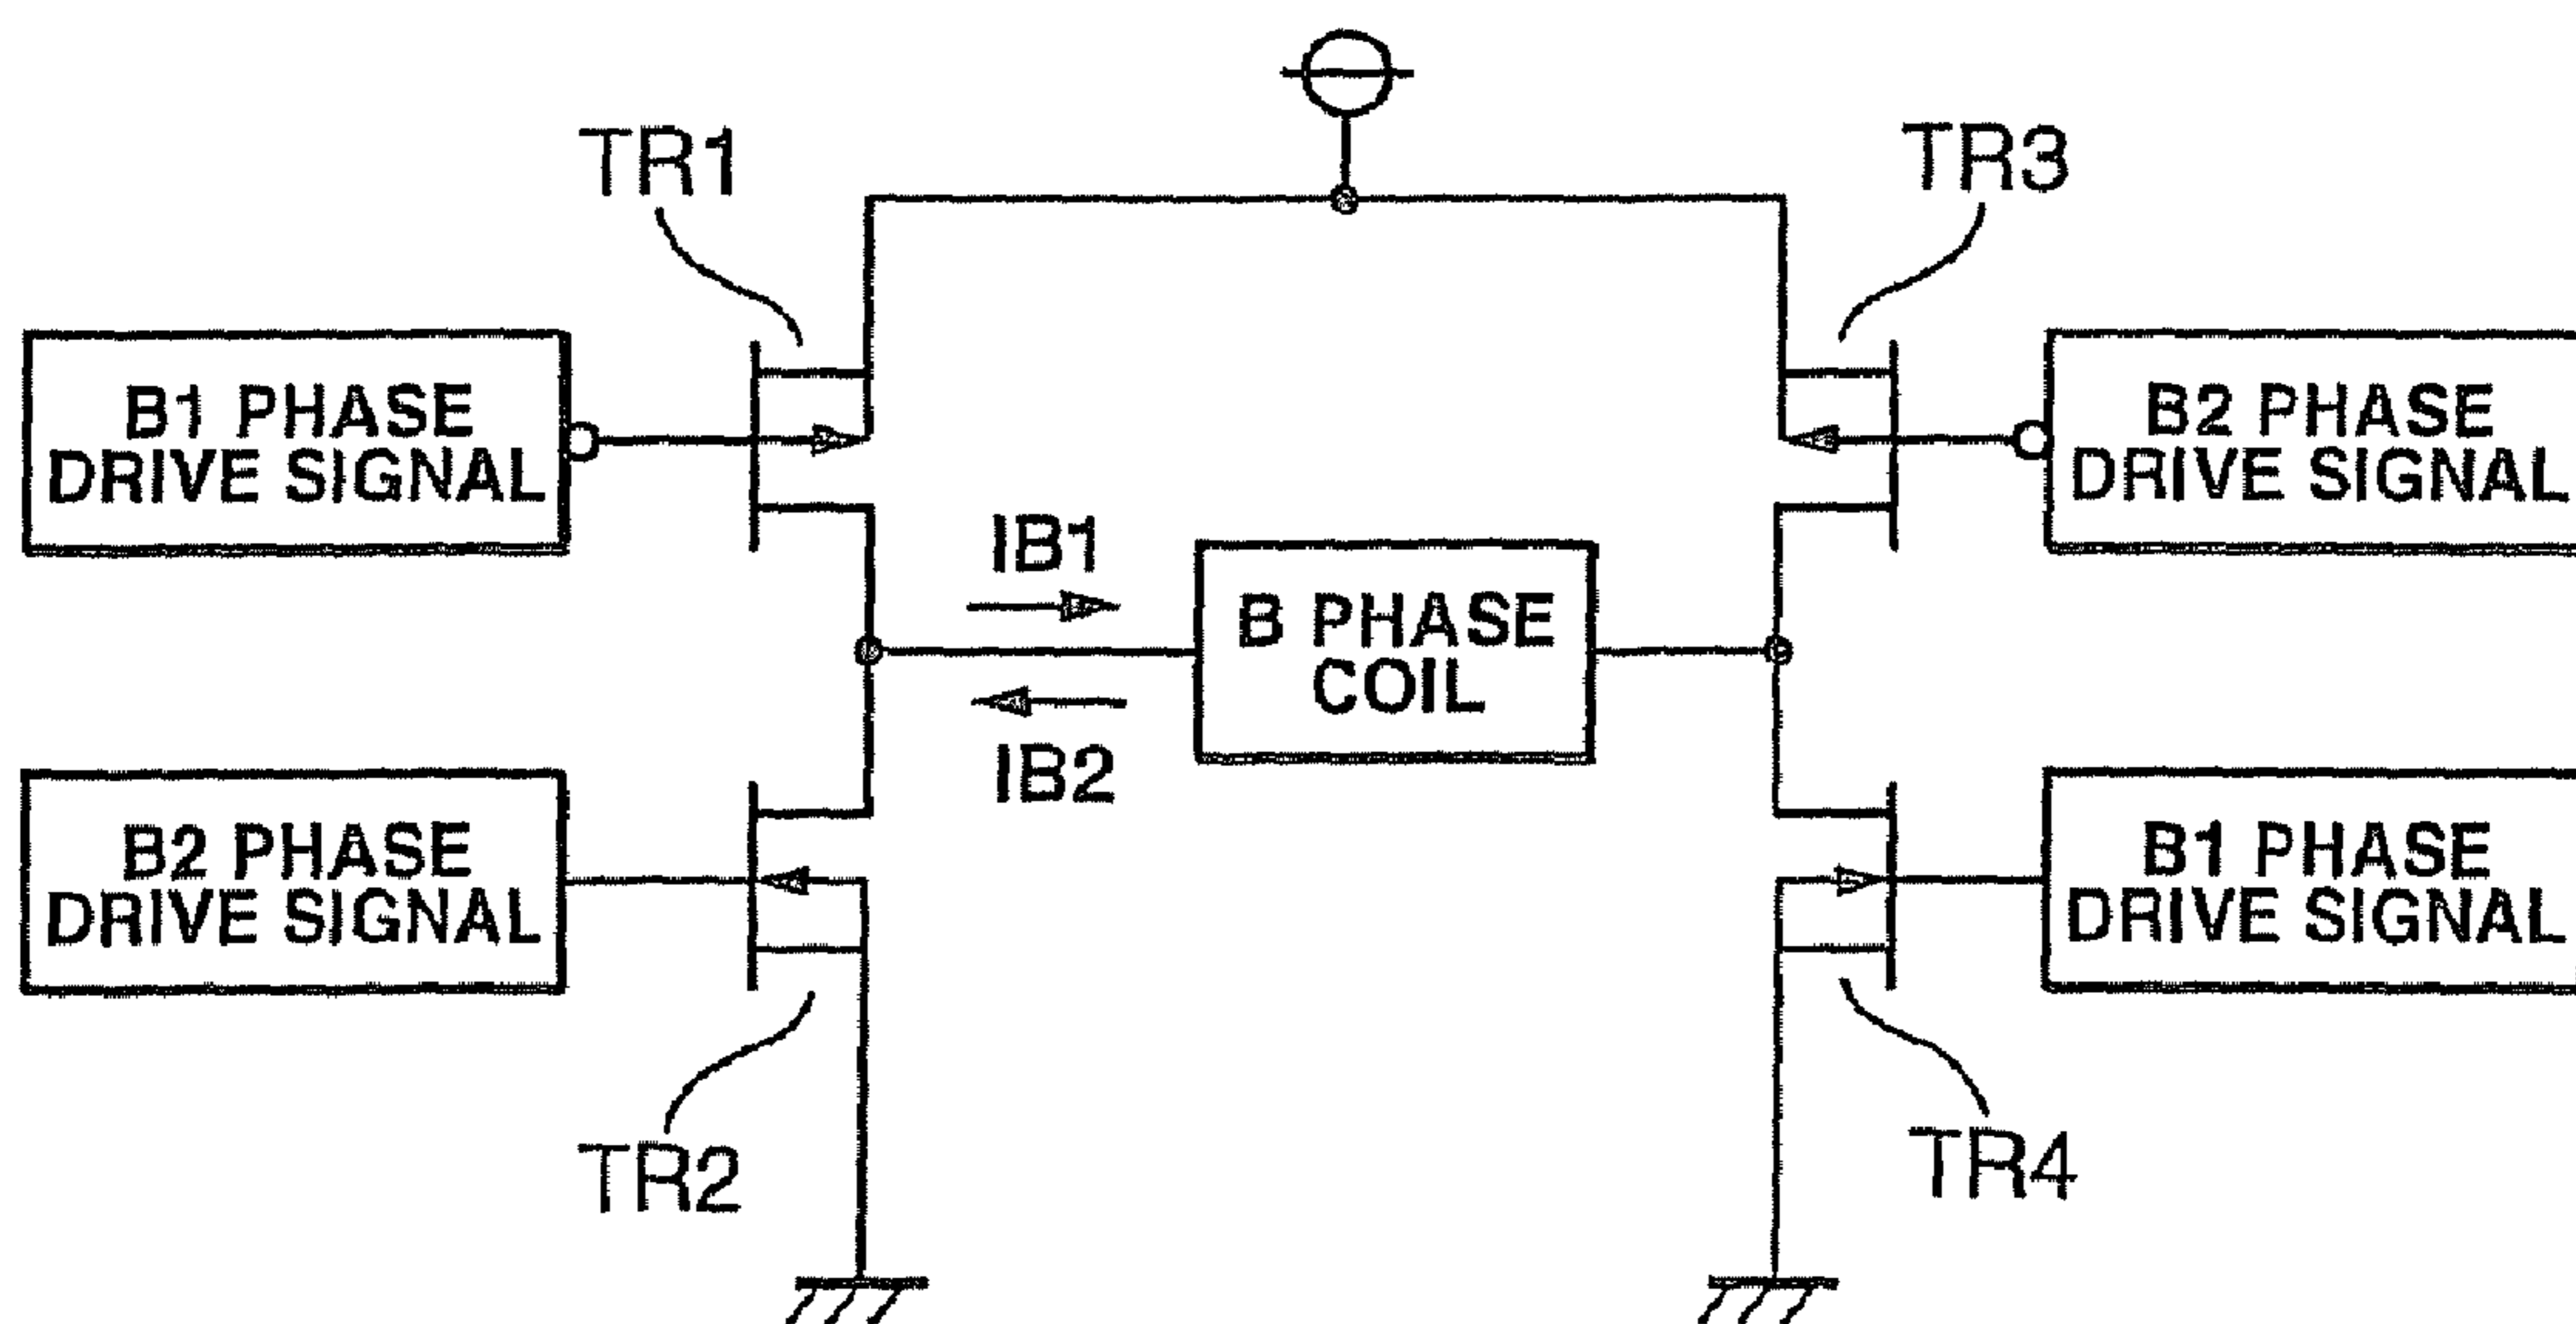 TR1
TR3
B1 PHASE
DRIVE SIGNAL
B2 PHASE
DRIVE SIGNAL
IB1
B PHASE
COIL
IB2
B2 PHASE
DRIVE SIGNAL
B1 PHASE
DRIVE SIGNAL
TR2
TR4